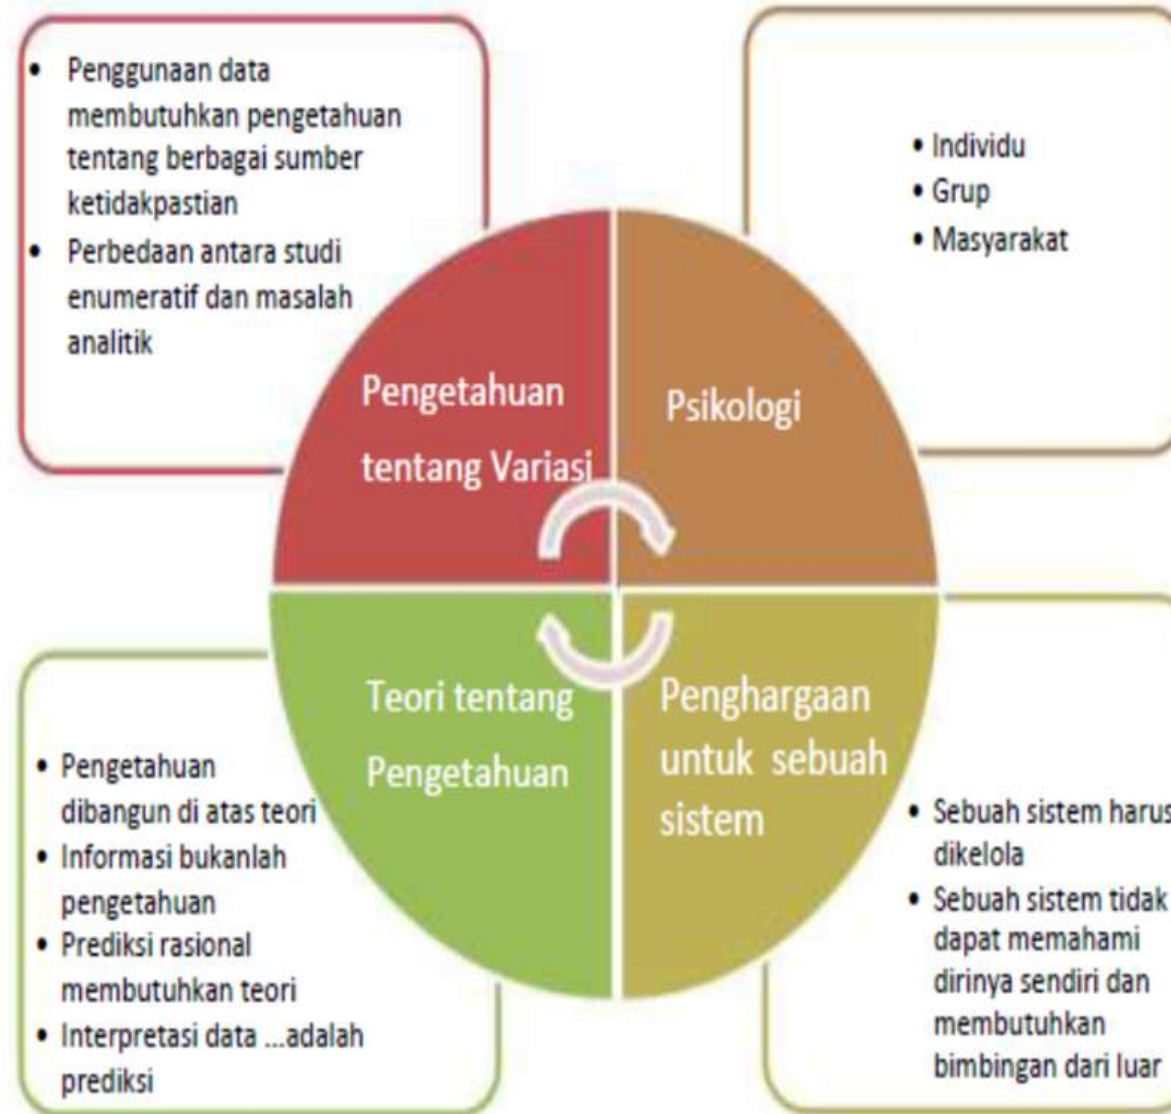 • Penggunaan data
membutuhkan pengetahuan
tentang berbagai sumber
ketidakpastian
• Perbedaan antara studi
enumeratif dan masalah
analitik
• Individu
• Grup
• Masyarakat
Pengetahuan
tentang Variasi
Psikologi
Teori tentang
Pengetahuan
Penghargaan
untuk sebuah
sistem
• Pengetahuan
dibangun di atas teori
• Informasi bukanlah
pengetahuan
• Prediksi rasional
membutuhkan teori
• Interpretasi data ...adalah
prediksi
• Sebuah sistem harus
dikelola
• Sebuah sistem tidak
dapat memahami
dirinya sendiri dan
membutuhkan
bimbingan dari luar